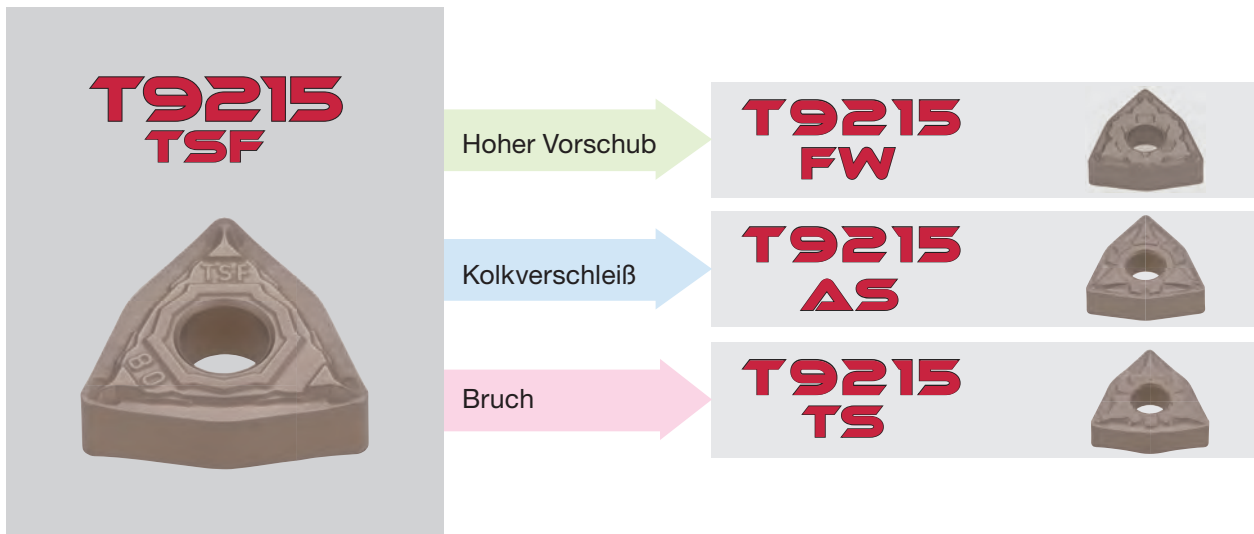 T9215
TSF
TSF
80
Hoher Vorschub
T9215
FW
Kolkverschleiß
T9215
AS
Bruch
T9215
TS